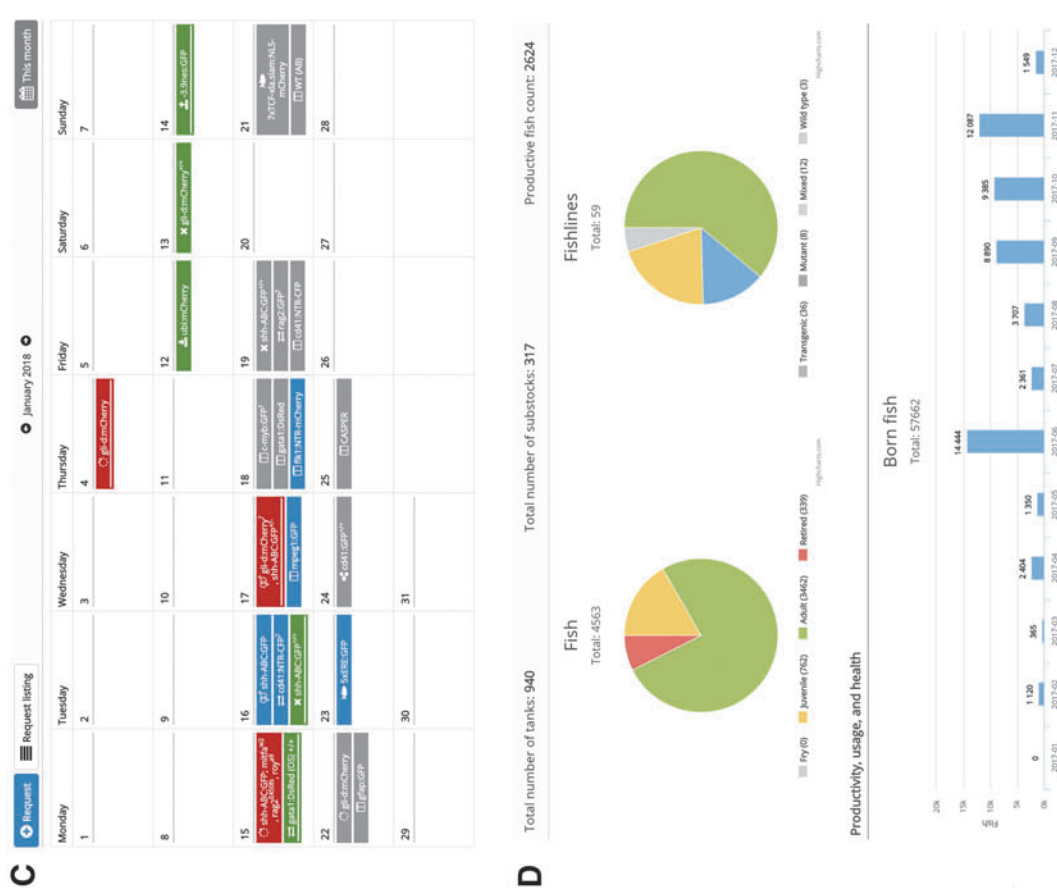 C
Request
Request listing
January 2018
This month
Monday
Tuesday
Wednesday
Thursday
Friday
Saturday
Sunday
1
2
3
4
gli-d:mCherry
5
6
7
8
9
10
11
12
ubi:mCherry
13
gli-d:mCherry+/+
14
-3.9nes:GFP
15
shh-ABC:GFP; mitfa
, rag2
, roy
gata1:DsRed (OS) +/+
16
shh-ABC:GFP
cd41:NTR-CFP?
shh-ABC:GFP+/+
17
gli-d:mCherry?
, shh-ABC:GFP+/-
mpeg1:GFP
18
c-myb:GFP?
gata1:DsRed
flk1:NTR-mCherry
19
shh-ABC:GFP+/+
rag2:GFP?
cd41:NTR-CFP
20
21
7xTCF-xla.siam:NLS-
mCherry
WT (AB)
22
gli-d:mCherry
gfap:GFP
23
5xERE:GFP
24
cd41:GFP+/+
25
CASPER
26
27
28
29
30
31
D
Total number of tanks: 940
Total number of substocks: 317
Productive fish count: 2624
Fish
Total: 4563
Fry (0)
Juvenile (762)
Adult (3462)
Retired (339)
Highcharts.com
Fishlines
Total: 59
Transgenic (36)
Mutant (8)
Mixed (12)
Wild type (3)
Highcharts.com
Productivity, usage, and health
Born fish
Total: 57662
Fish
20k
15k
10k
5k
0k
0
1 120
365
2 404
1 350
14 444
2 361
3 707
8 890
9 385
12 087
1 549
2017-01
2017-02
2017-03
2017-04
2017-05
2017-06
2017-07
2017-08
2017-09
2017-10
2017-11
2017-12